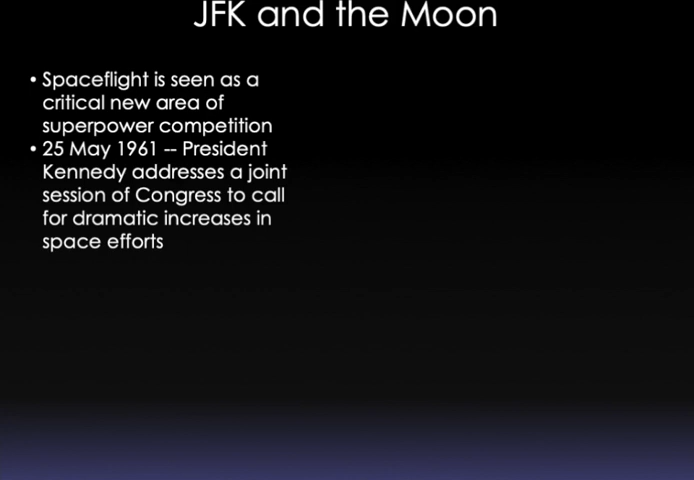 JFK and the Moon
• Spaceflight is seen as a
critical new area of
superpower competition
• 25 May 1961 -- President
Kennedy addresses a joint
session of Congress to call
for dramatic increases in
space efforts